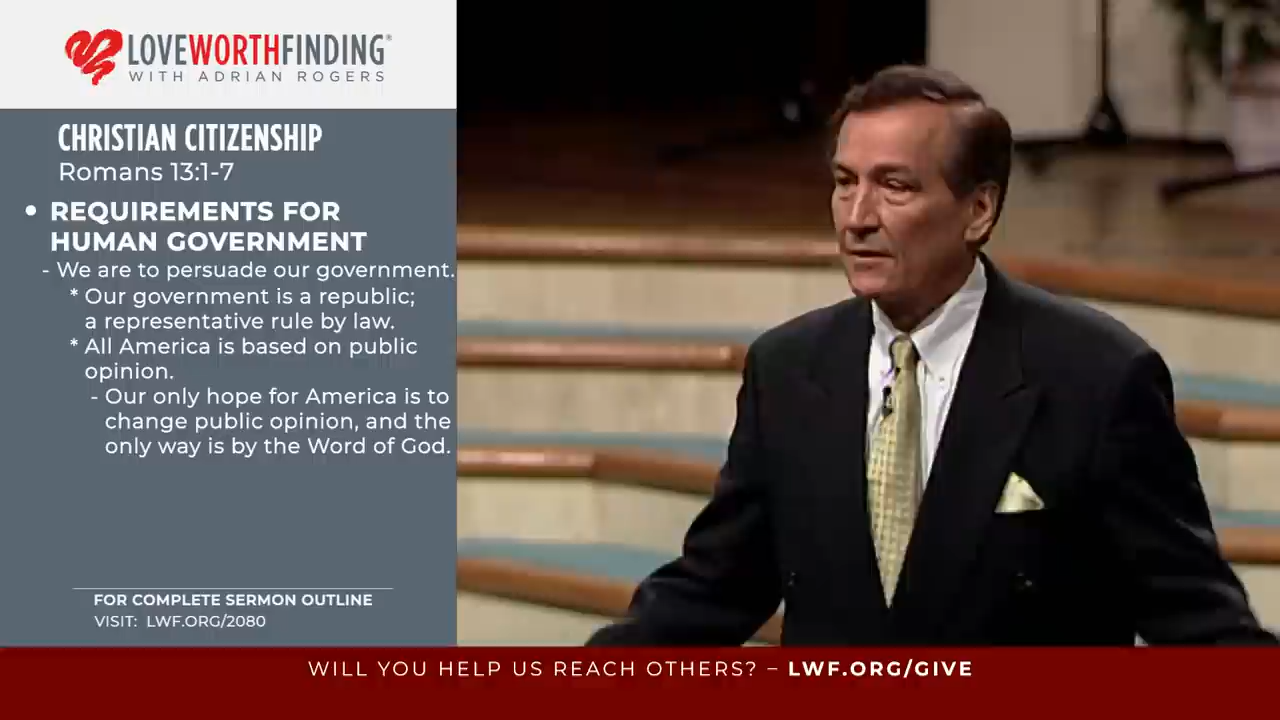 LOVEWORTHFINDING®
WITH ADRIAN ROGERS
CHRISTIAN CITIZENSHIP
Romans 13:1-7
• REQUIREMENTS FOR
HUMAN GOVERNMENT
- We are to persuade our government.
* Our government is a republic;
a representative rule by law.
* All America is based on public
opinion.
- Our only hope for America is to
change public opinion, and the
only way is by the Word of God.
FOR COMPLETE SERMON OUTLINE
VISIT: LWF.ORG/2080
WILL YOU HELP US REACH OTHERS? – LWF.ORG/GIVE